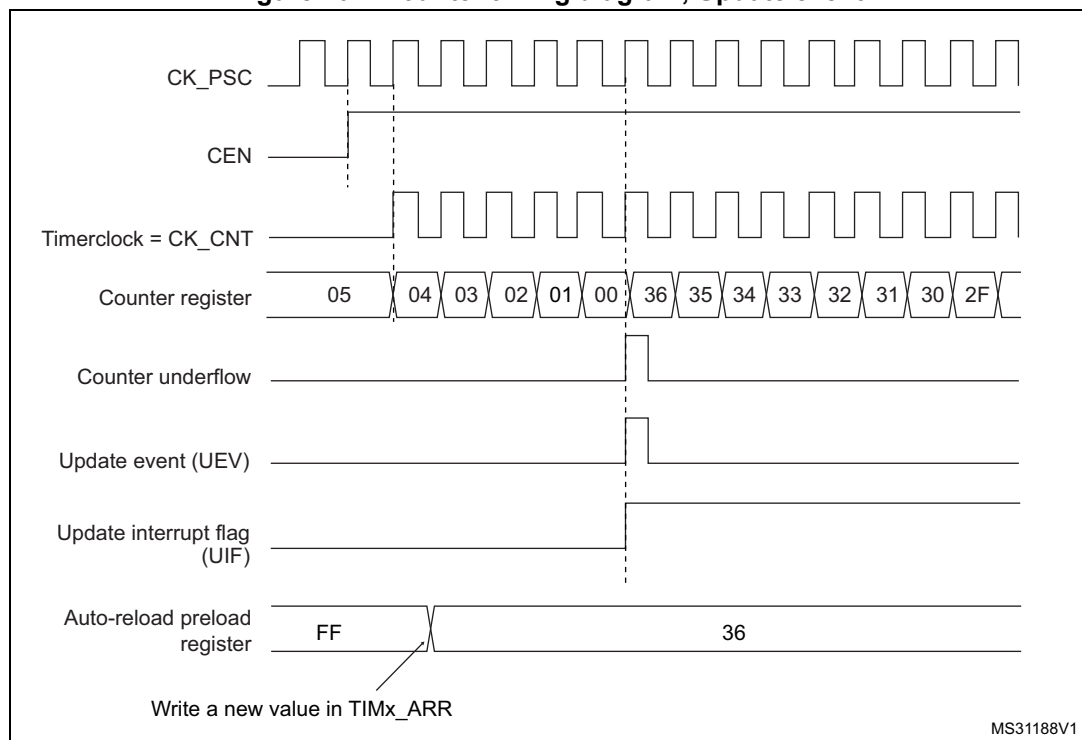 CK_PSC
CEN
Timerclock = CK_CNT
Counter register 05 04 03 02 01 00 36 35 34 33 32 31 30 2F
Counter underflow
Update event (UEV)
Update interrupt flag
(UIF)
Auto-reload preload
register FF 36
Write a new value in TIMx_ARR
MS31188V1